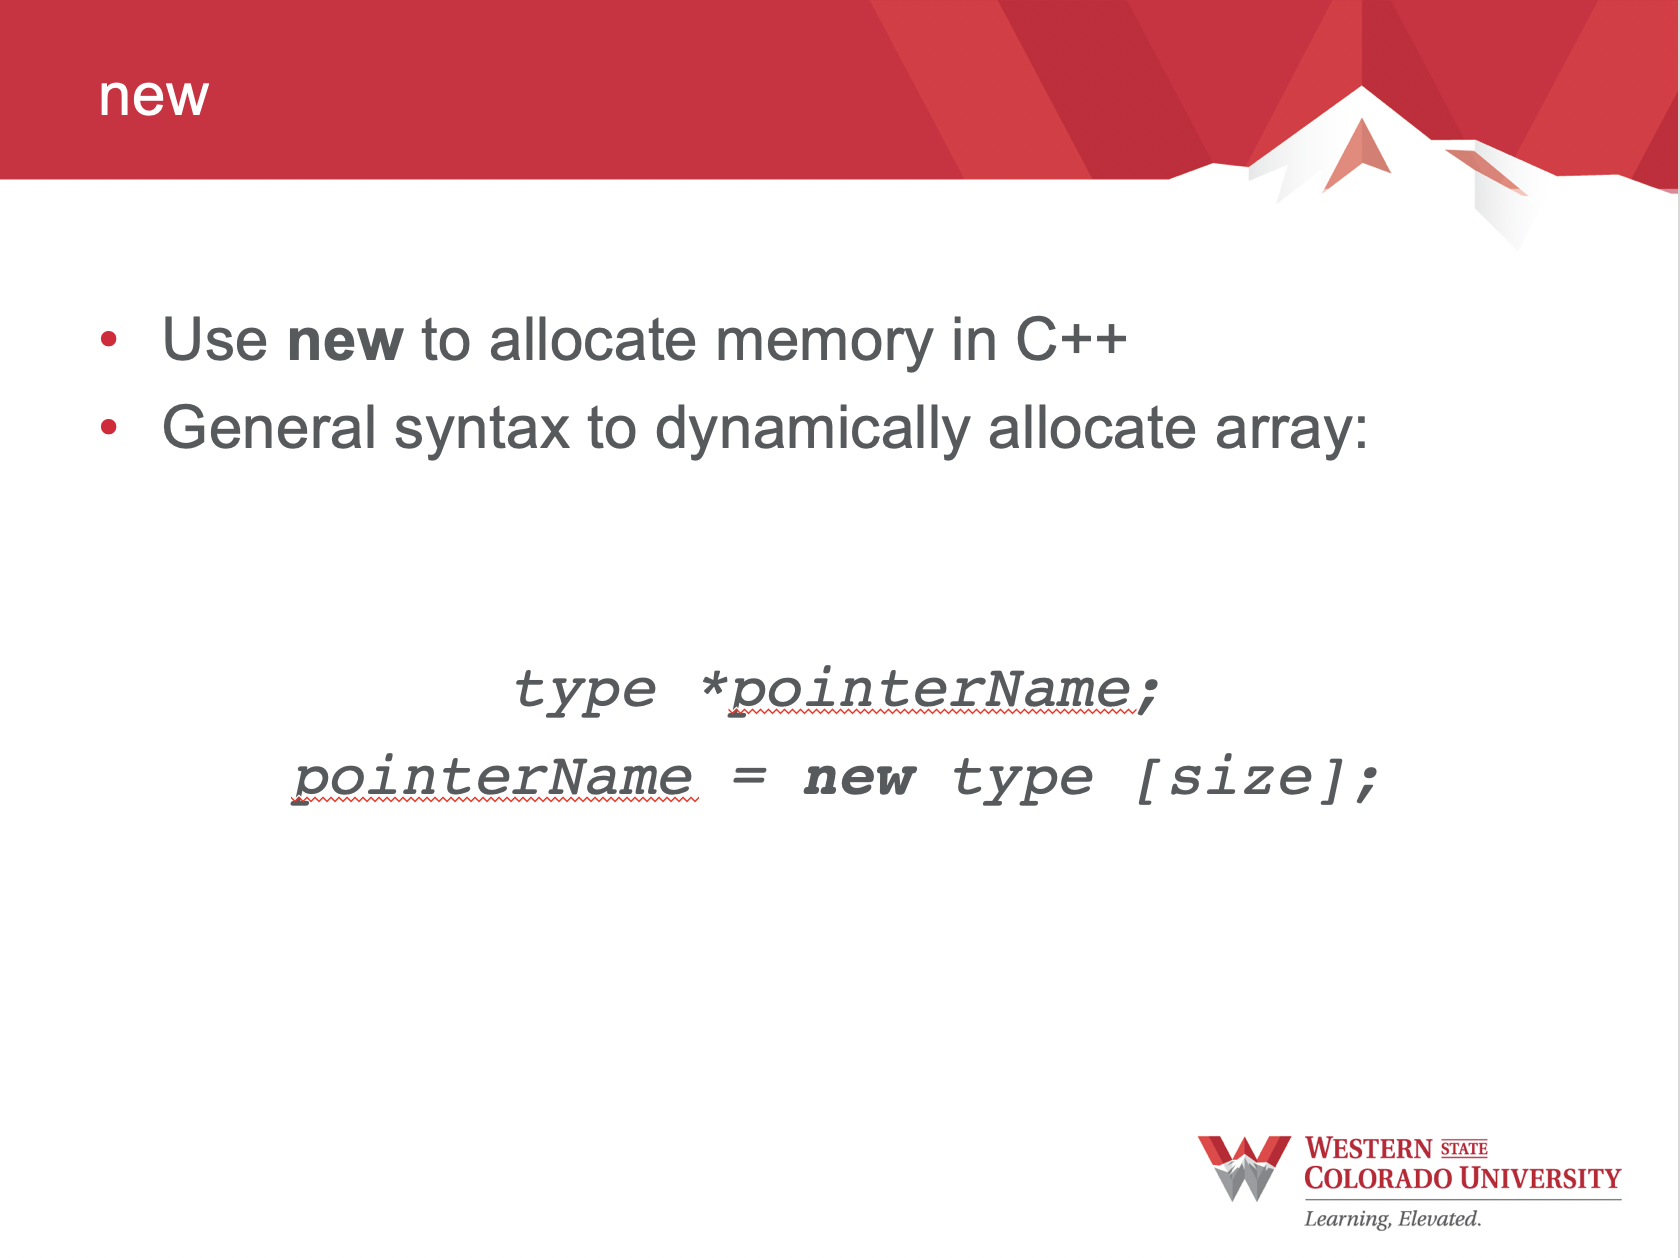 new
• Use new to allocate memory in C++
• General syntax to dynamically allocate array:
type *pointerName;
pointerName = new type [size];
WESTERN STATE
COLORADO UNIVERSITY
Learning, Elevated.